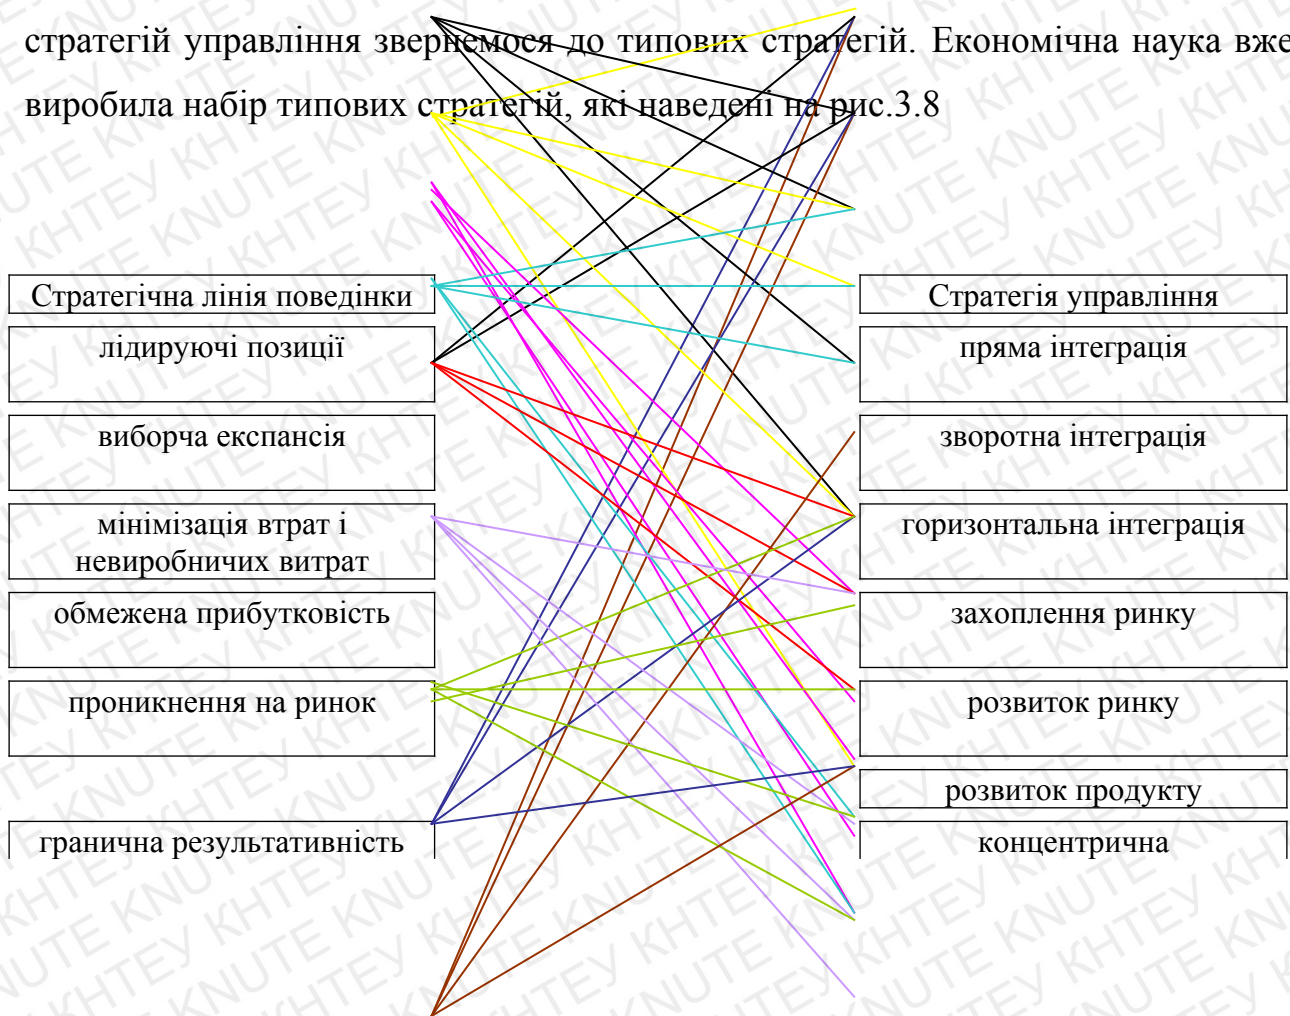 стратегій управління звернемося до типових стратегій. Економічна наука вже
виробила набір типових стратегій, які наведені на рис.3.8
Стратегічна лінія поведінки
Стратегія управління
лідируючі позиції
пряма інтеграція
виборча експансія
зворотна інтеграція
мінімізація втрат і
невиробничих витрат
горизонтальна інтеграція
обмежена прибутковість
захоплення ринку
проникнення на ринок
розвиток ринку
розвиток продукту
гранична результативність
концентрична